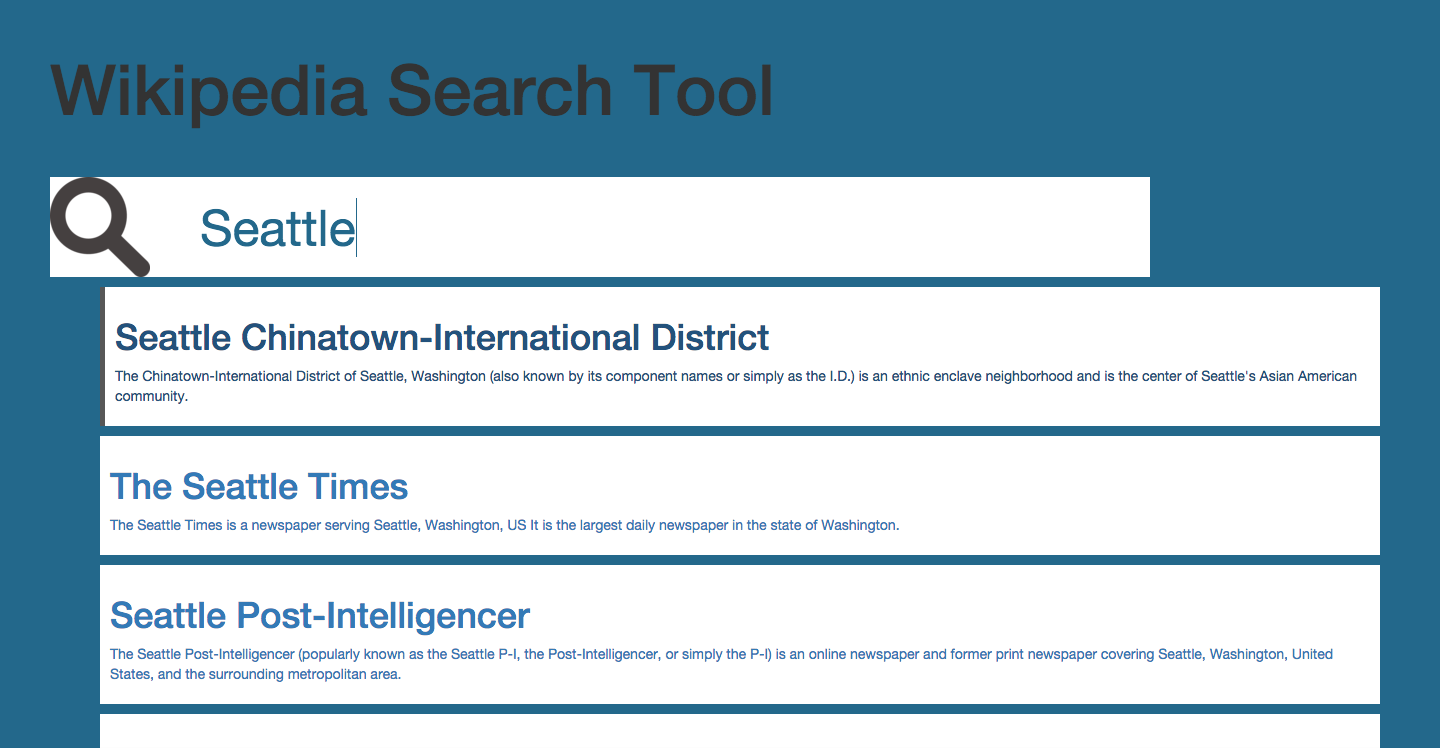 Wikipedia Search Tool
Seattle
Seattle Chinatown-International District
The Chinatown-International District of Seattle, Washington (also known by its component names or simply as the I.D.) is an ethnic enclave neighborhood and is the center of Seattle's Asian American
community.
The Seattle Times
The Seattle Times is a newspaper serving Seattle, Washington, US It is the largest daily newspaper in the state of Washington.
Seattle Post-Intelligencer
The Seattle Post-Intelligencer (popularly known as the Seattle P-I, the Post-Intelligencer, or simply the P-I) is an online newspaper and former print newspaper covering Seattle, Washington, United
States, and the surrounding metropolitan area.